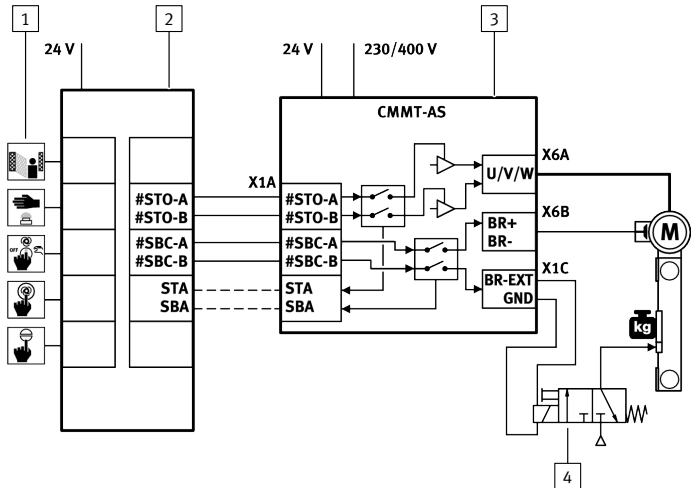 1
2
3
24 V
24 V
230/400 V
CMMT-AS
OFF
X1A
X6A
U/V/W
#STO-A
#STO-B
#STO-A
#STO-B
X6B
BR+
BR-
M
#SBC-A
#SBC-B
#SBC-A
#SBC-B
X1C
BR-EXT
GND
STA
SBA
STA
SBA
kg
4